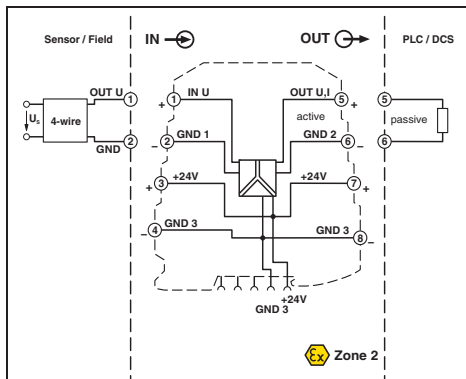 Sensor / Field
IN
OUT
PLC / DCS
OUT U
1
+
1
IN U
OUT U,I
5
+
5
Us
4-wire
active
passive
GND
2
−
2
GND 1
GND 2
6
−
6
+
3
+24V
+24V
7
+
−
4
GND 3
GND 3
8
−
+24V
GND 3
Ex
Zone 2